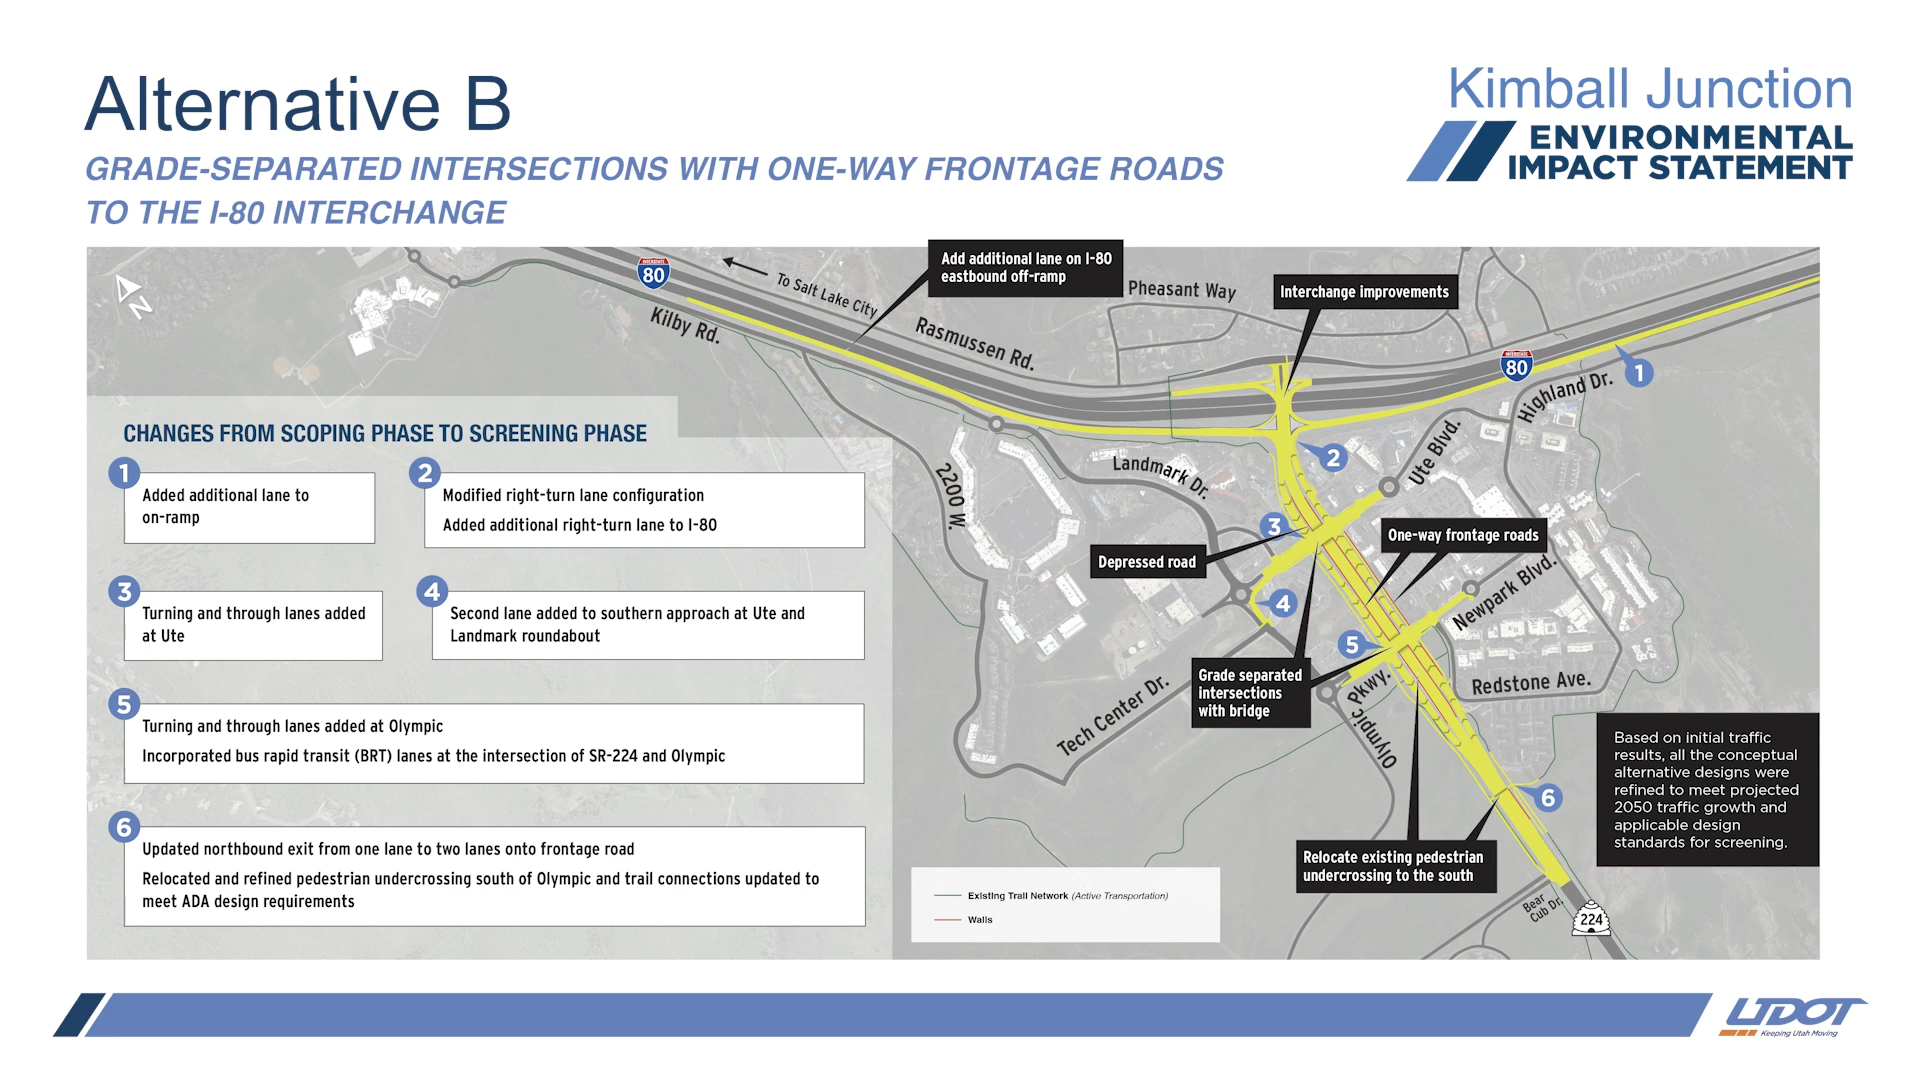 Alternative B
GRADE-SEPARATED INTERSECTIONS WITH ONE-WAY FRONTAGE ROADS
TO THE I-80 INTERCHANGE
Kimball Junction
ENVIRONMENTAL
IMPACT STATEMENT
N
INTERSTATE
80
To Salt Lake City
Kilby Rd.
Rasmussen Rd.
Add additional lane on I-80
eastbound off-ramp
Pheasant Way
Interchange improvements
INTERSTATE
80
Highland Dr.
1
2
Ute Blvd.
Landmark Dr.
2200 W.
3
One-way frontage roads
Depressed road
4
Newpark Blvd.
5
Grade separated
intersections
with bridge
Redstone Ave.
Tech Center Dr.
Olympic Pkwy.
6
Relocate existing pedestrian
undercrossing to the south
Bear
Cub Dr.
224
Based on initial traffic
results, all the conceptual
alternative designs were
refined to meet projected
2050 traffic growth and
applicable design
standards for screening.
CHANGES FROM SCOPING PHASE TO SCREENING PHASE
1
Added additional lane to
on-ramp
2
Modified right-turn lane configuration
Added additional right-turn lane to I-80
3
Turning and through lanes added
at Ute
4
Second lane added to southern approach at Ute and
Landmark roundabout
5
Turning and through lanes added at Olympic
Incorporated bus rapid transit (BRT) lanes at the intersection of SR-224 and Olympic
6
Updated northbound exit from one lane to two lanes onto frontage road
Relocated and refined pedestrian undercrossing south of Olympic and trail connections updated to
meet ADA design requirements
Existing Trail Network (Active Transportation)
Walls
UDOT
Keeping Utah Moving